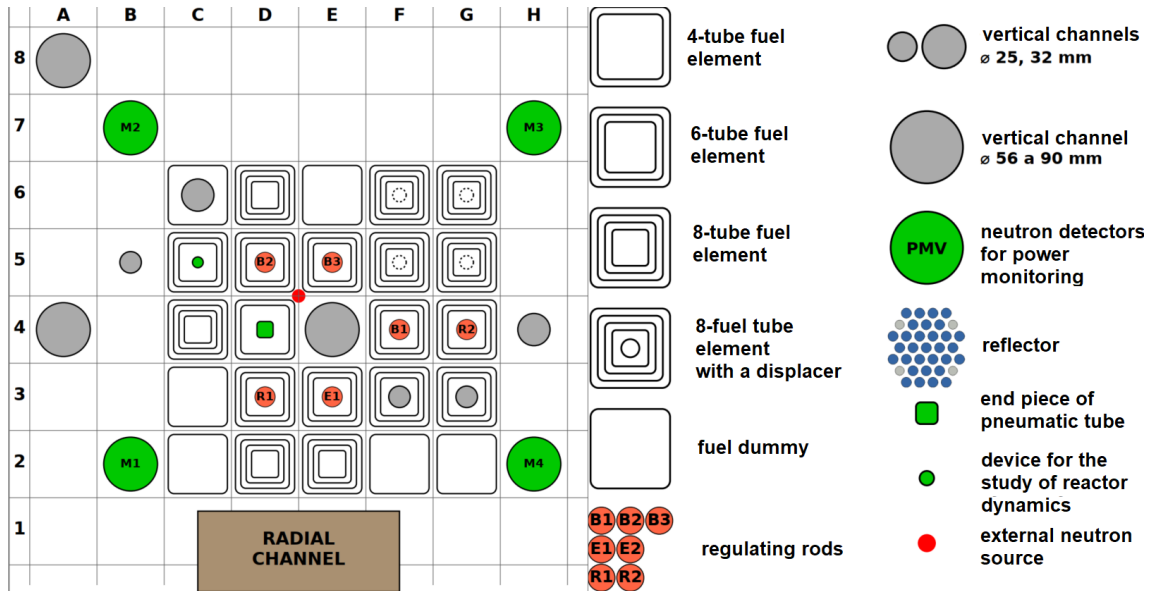 A B C D E F G H
8
7 M2 M3
6
5 B2 B3
4 B1 R2
3 R1 E1
2 M1 M4
1
RADIAL
CHANNEL
4-tube fuel
element
6-tube fuel
element
8-tube fuel
element
8-fuel tube
element
with a displacer
fuel dummy
B1 B2 B3
E1 E2
R1 R2
regulating rods
vertical channels
⌀ 25, 32 mm
vertical channel
⌀ 56 a 90 mm
PMV
neutron detectors
for power
monitoring
reflector
end piece of
pneumatic tube
device for the
study of reactor
dynamics
external neutron
source